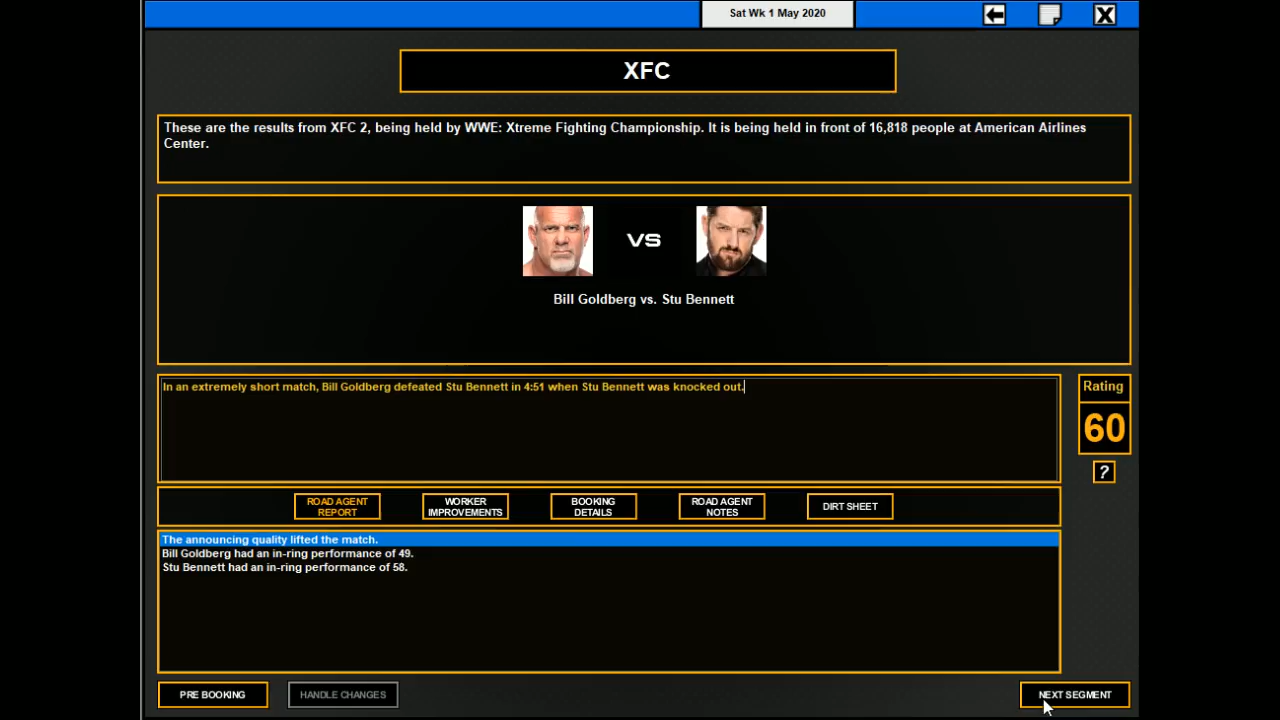 Sat Wk 1 May 2020
XFC
These are the results from XFC 2, being held by WWE: Xtreme Fighting Championship. It is being held in front of 16,818 people at American Airlines
Center.
VS
Bill Goldberg vs. Stu Bennett
In an extremely short match, Bill Goldberg defeated Stu Bennett in 4:51 when Stu Bennett was knocked out.
Rating
60
?
ROAD AGENT
REPORT
WORKER
IMPROVEMENTS
BOOKING
DETAILS
ROAD AGENT
NOTES
DIRT SHEET
The announcing quality lifted the match.
Bill Goldberg had an in-ring performance of 49.
Stu Bennett had an in-ring performance of 58.
PRE BOOKING
HANDLE CHANGES
NEXT SEGMENT